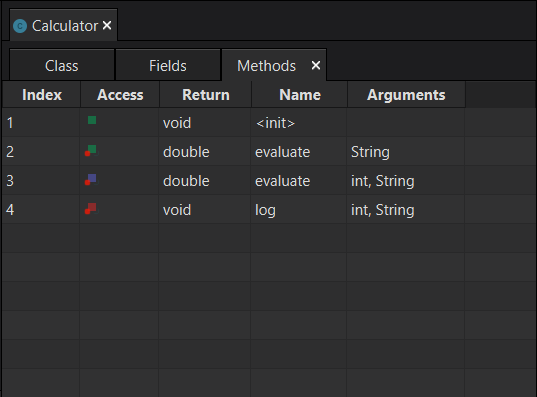 C Calculator ×
Class Fields Methods ×
Index Access Return Name Arguments
1 void <init>
2 double evaluate String
3 double evaluate int, String
4 void log int, String